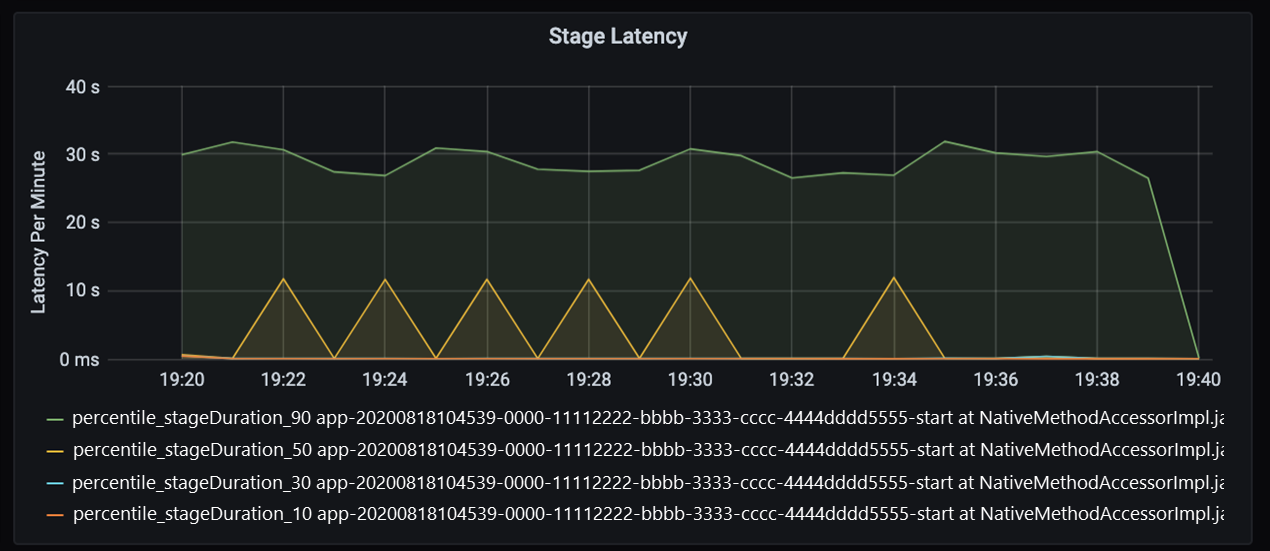 Stage Latency
Latency Per Minute
40 s
30 s
20 s
10 s
0 ms
19:20 19:22 19:24 19:26 19:28 19:30 19:32 19:34 19:36 19:38 19:40
percentile_stageDuration_90 app-20200818104539-0000-11112222-bbbb-3333-cccc-4444dddd5555-start at NativeMethodAccessorImpl.ja
percentile_stageDuration_50 app-20200818104539-0000-11112222-bbbb-3333-cccc-4444dddd5555-start at NativeMethodAccessorImpl.ja
percentile_stageDuration_30 app-20200818104539-0000-11112222-bbbb-3333-cccc-4444dddd5555-start at NativeMethodAccessorImpl.ja
percentile_stageDuration_10 app-20200818104539-0000-11112222-bbbb-3333-cccc-4444dddd5555-start at NativeMethodAccessorImpl.ja